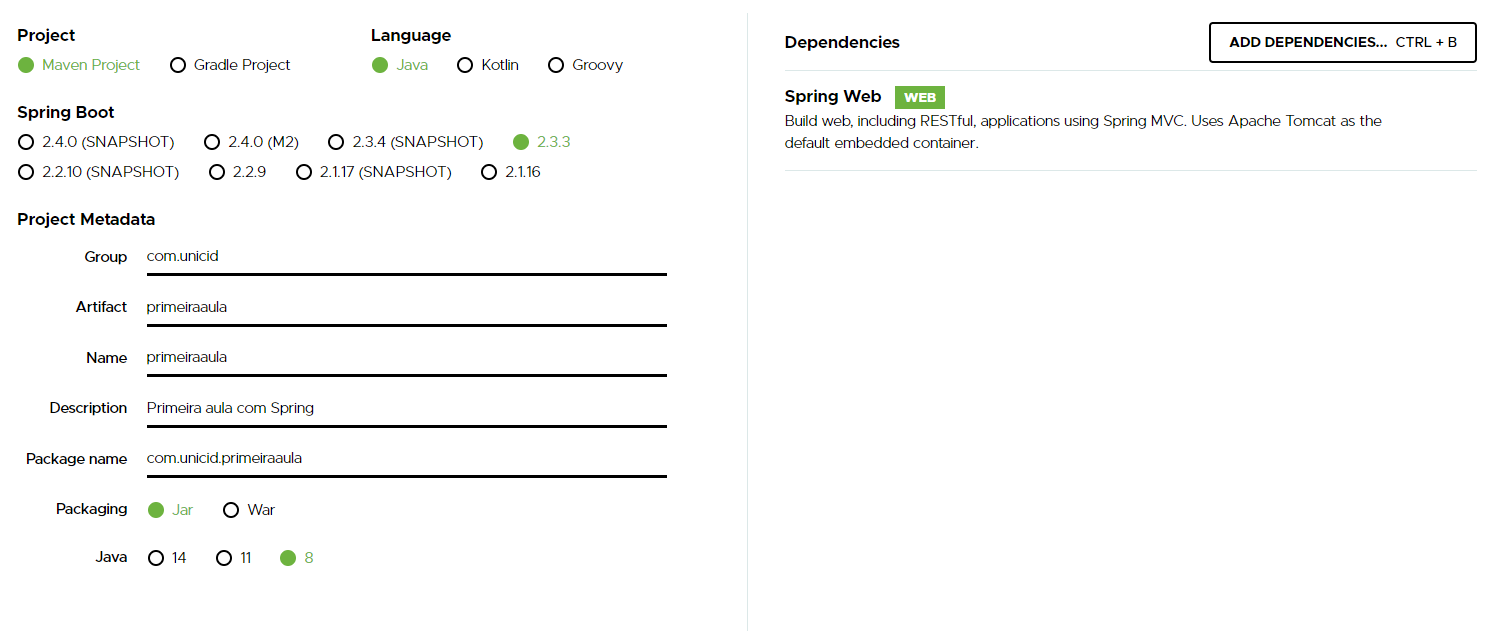 Project
Maven Project Gradle Project
Language
Java Kotlin Groovy
Spring Boot
2.4.0 (SNAPSHOT) 2.4.0 (M2) 2.3.4 (SNAPSHOT) 2.3.3
2.2.10 (SNAPSHOT) 2.2.9 2.1.17 (SNAPSHOT) 2.1.16
Project Metadata
Group com.unicid
Artifact primeiraaula
Name primeiraaula
Description Primeira aula com Spring
Package name com.unicid.primeiraaula
Packaging Jar War
Java 14 11 8
Dependencies ADD DEPENDENCIES... CTRL + B
Spring Web WEB
Build web, including RESTful, applications using Spring MVC. Uses Apache Tomcat as the
default embedded container.